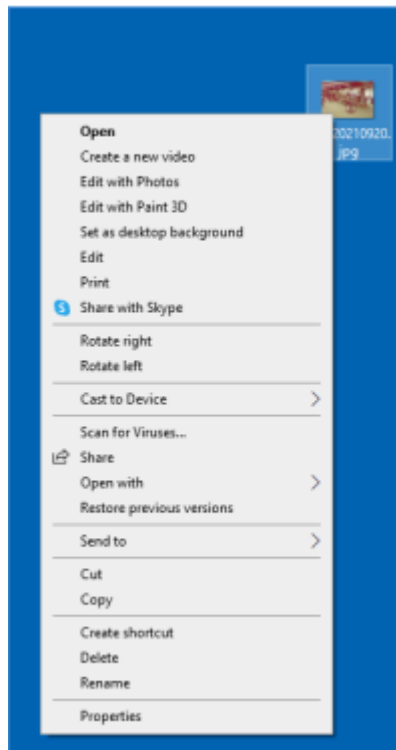 20210920.
jpg
Open
Create a new video
Edit with Photos
Edit with Paint 3D
Set as desktop background
Edit
Print
Share with Skype
Rotate right
Rotate left
Cast to Device
Scan for Viruses...
Share
Open with
Restore previous versions
Send to
Cut
Copy
Create shortcut
Delete
Rename
Properties